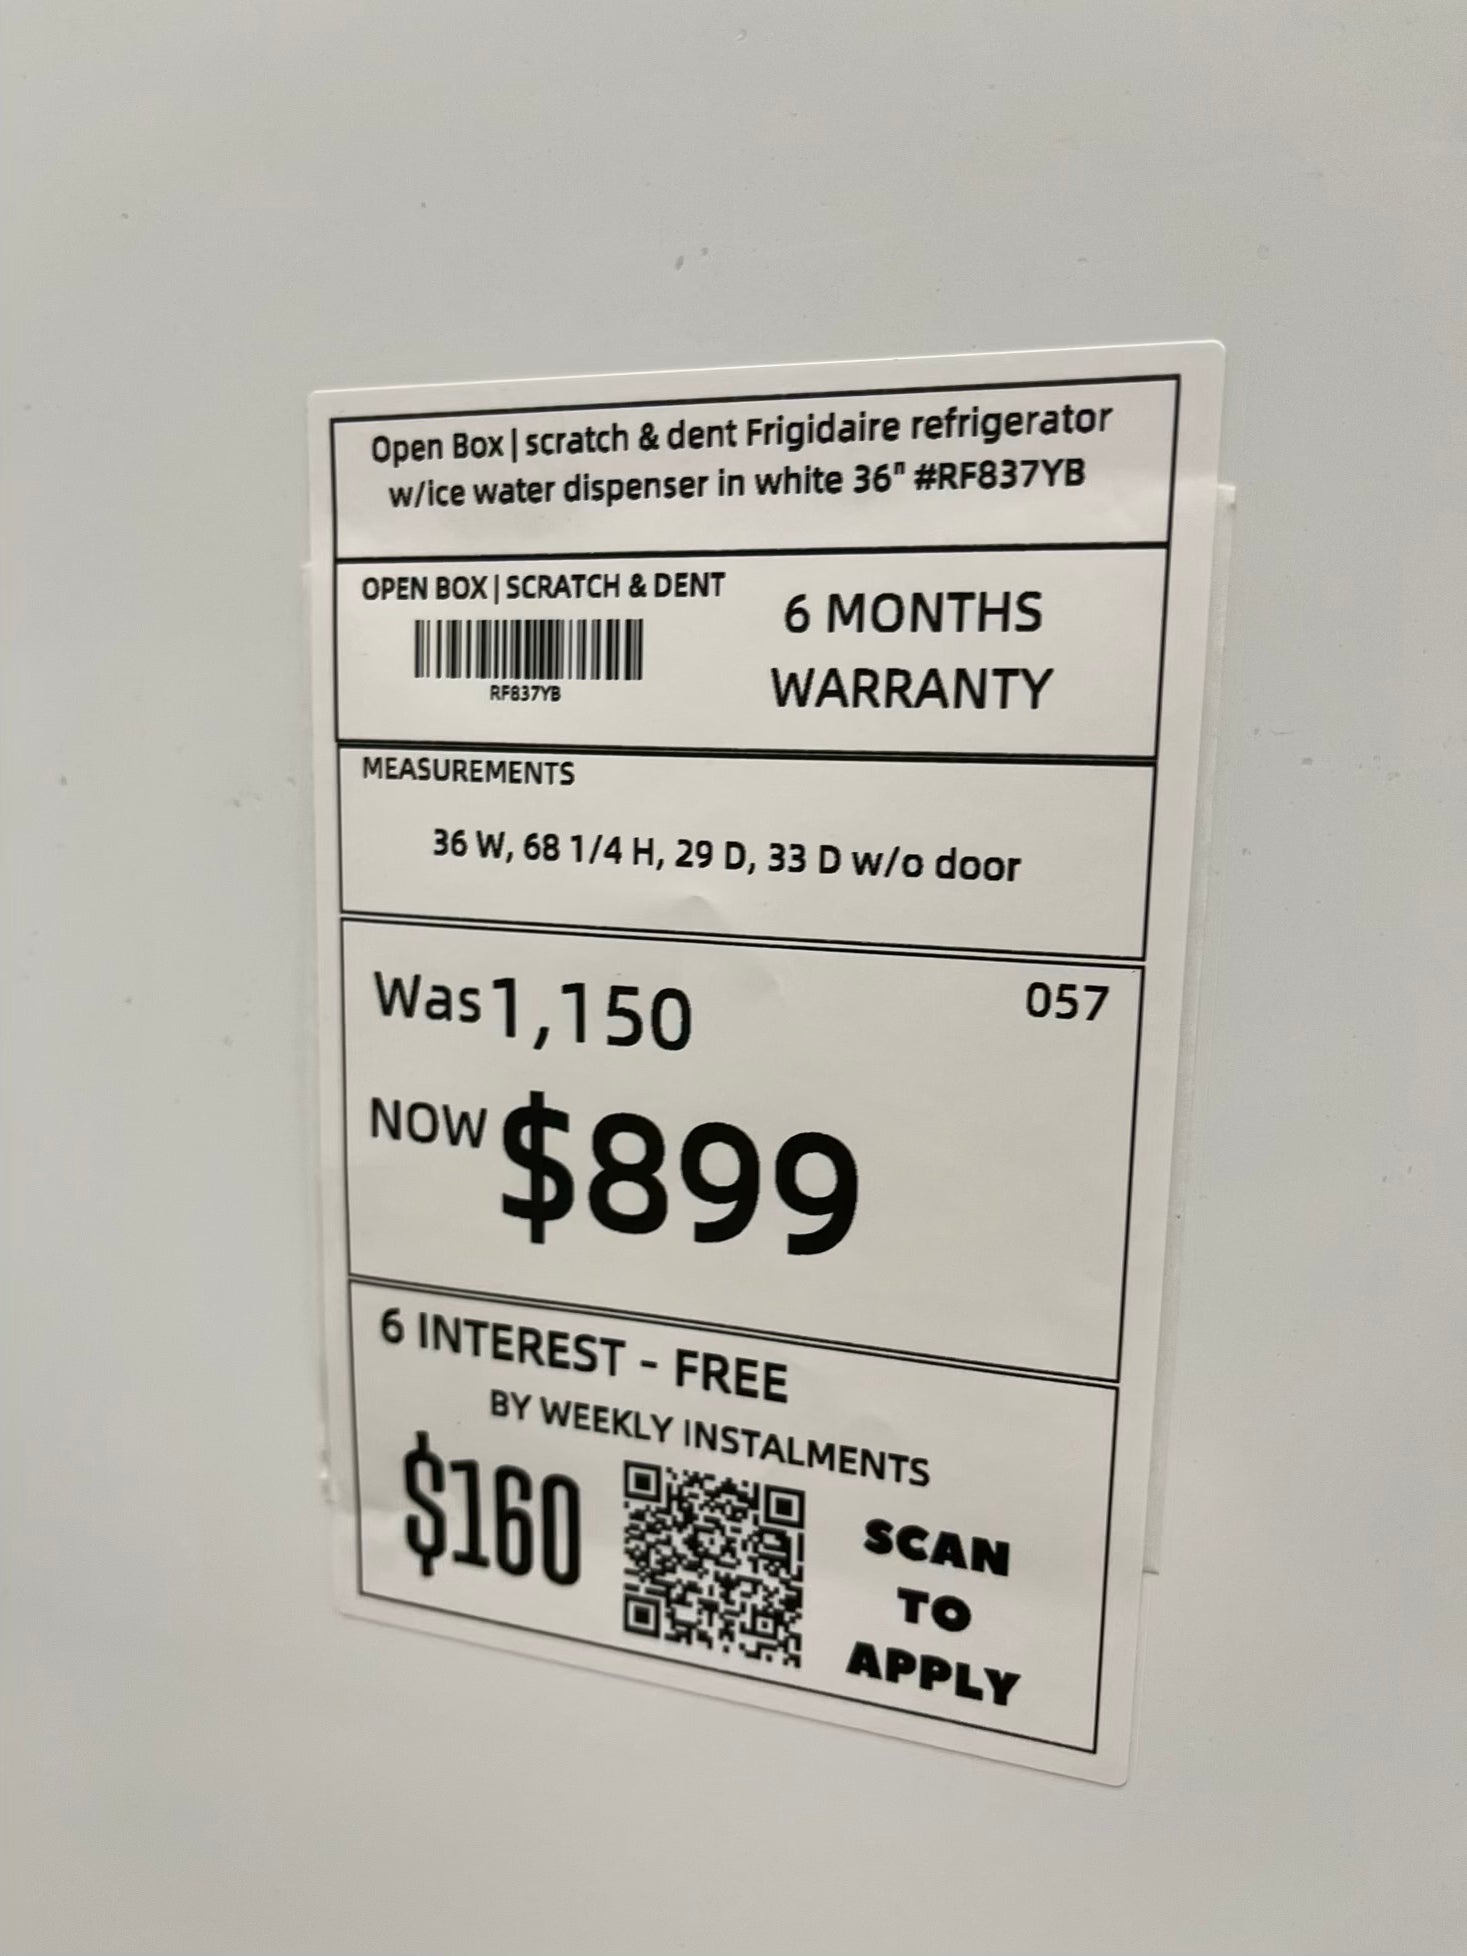 Open Box | scratch & dent Frigidaire refrigerator
w/ice water dispenser in white 36" #RF837YB
OPEN BOX | SCRATCH & DENT
RF837YB
6 MONTHS
WARRANTY
MEASUREMENTS
36 W, 68 1/4 H, 29 D, 33 D w/o door
Was 1,150
057
NOW $899
6 INTEREST - FREE
BY WEEKLY INSTALMENTS
$160
SCAN
TO
APPLY